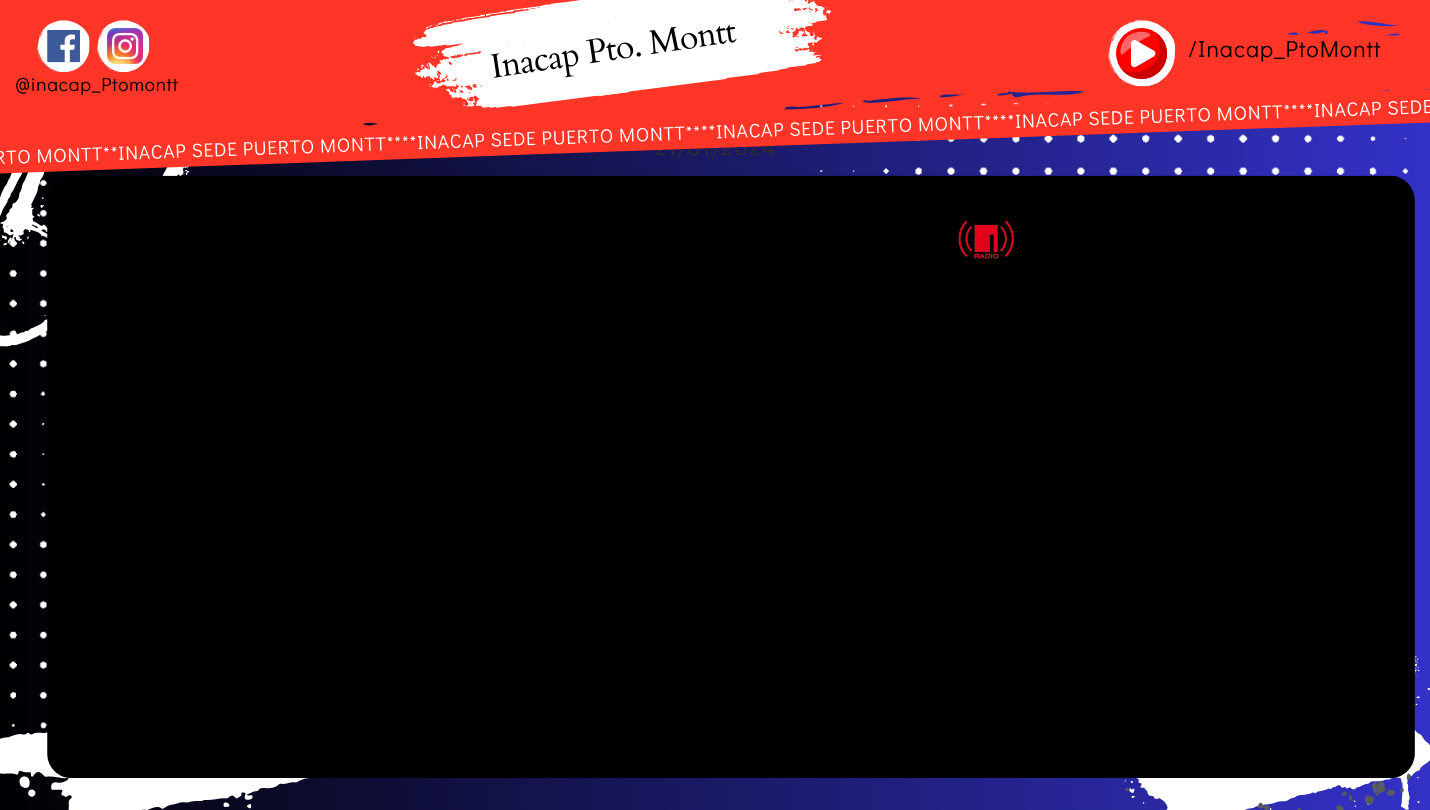 Inacap Pto. Montt
@inacap_Ptomontt
/Inacap_PtoMontt
RTO MONTT**INACAP SEDE PUERTO MONTT****INACAP SEDE PUERTO MONTT****INACAP SEDE PUERTO MONTT****INACAP SEDE PUERTO MONTT****INACAP SEDE
RADIO